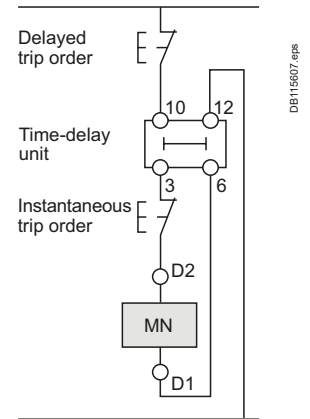 Delayed
trip order
10
12
Time-delay
unit
3
6
Instantaneous
trip order
D2
MN
D1
DB115607.eps